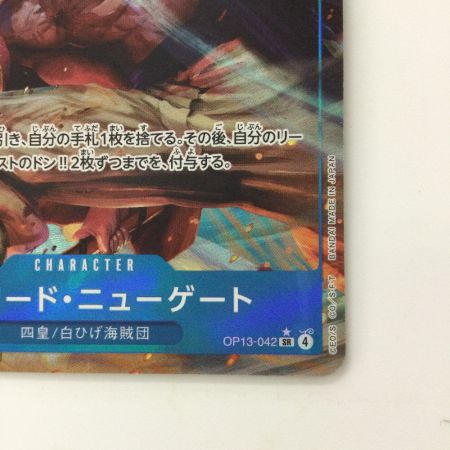 引き、自分の手札1枚を捨てる。その後、自分のリー
ストのドン!!2枚ずつまでを、付与する。
CHARACTER
ード・ニューゲート
四皇/白ひげ海賊団
OP13-042 ★ SR 4
©E.O/S ©O./S.·E.T BANDAI MADE IN JAPAN